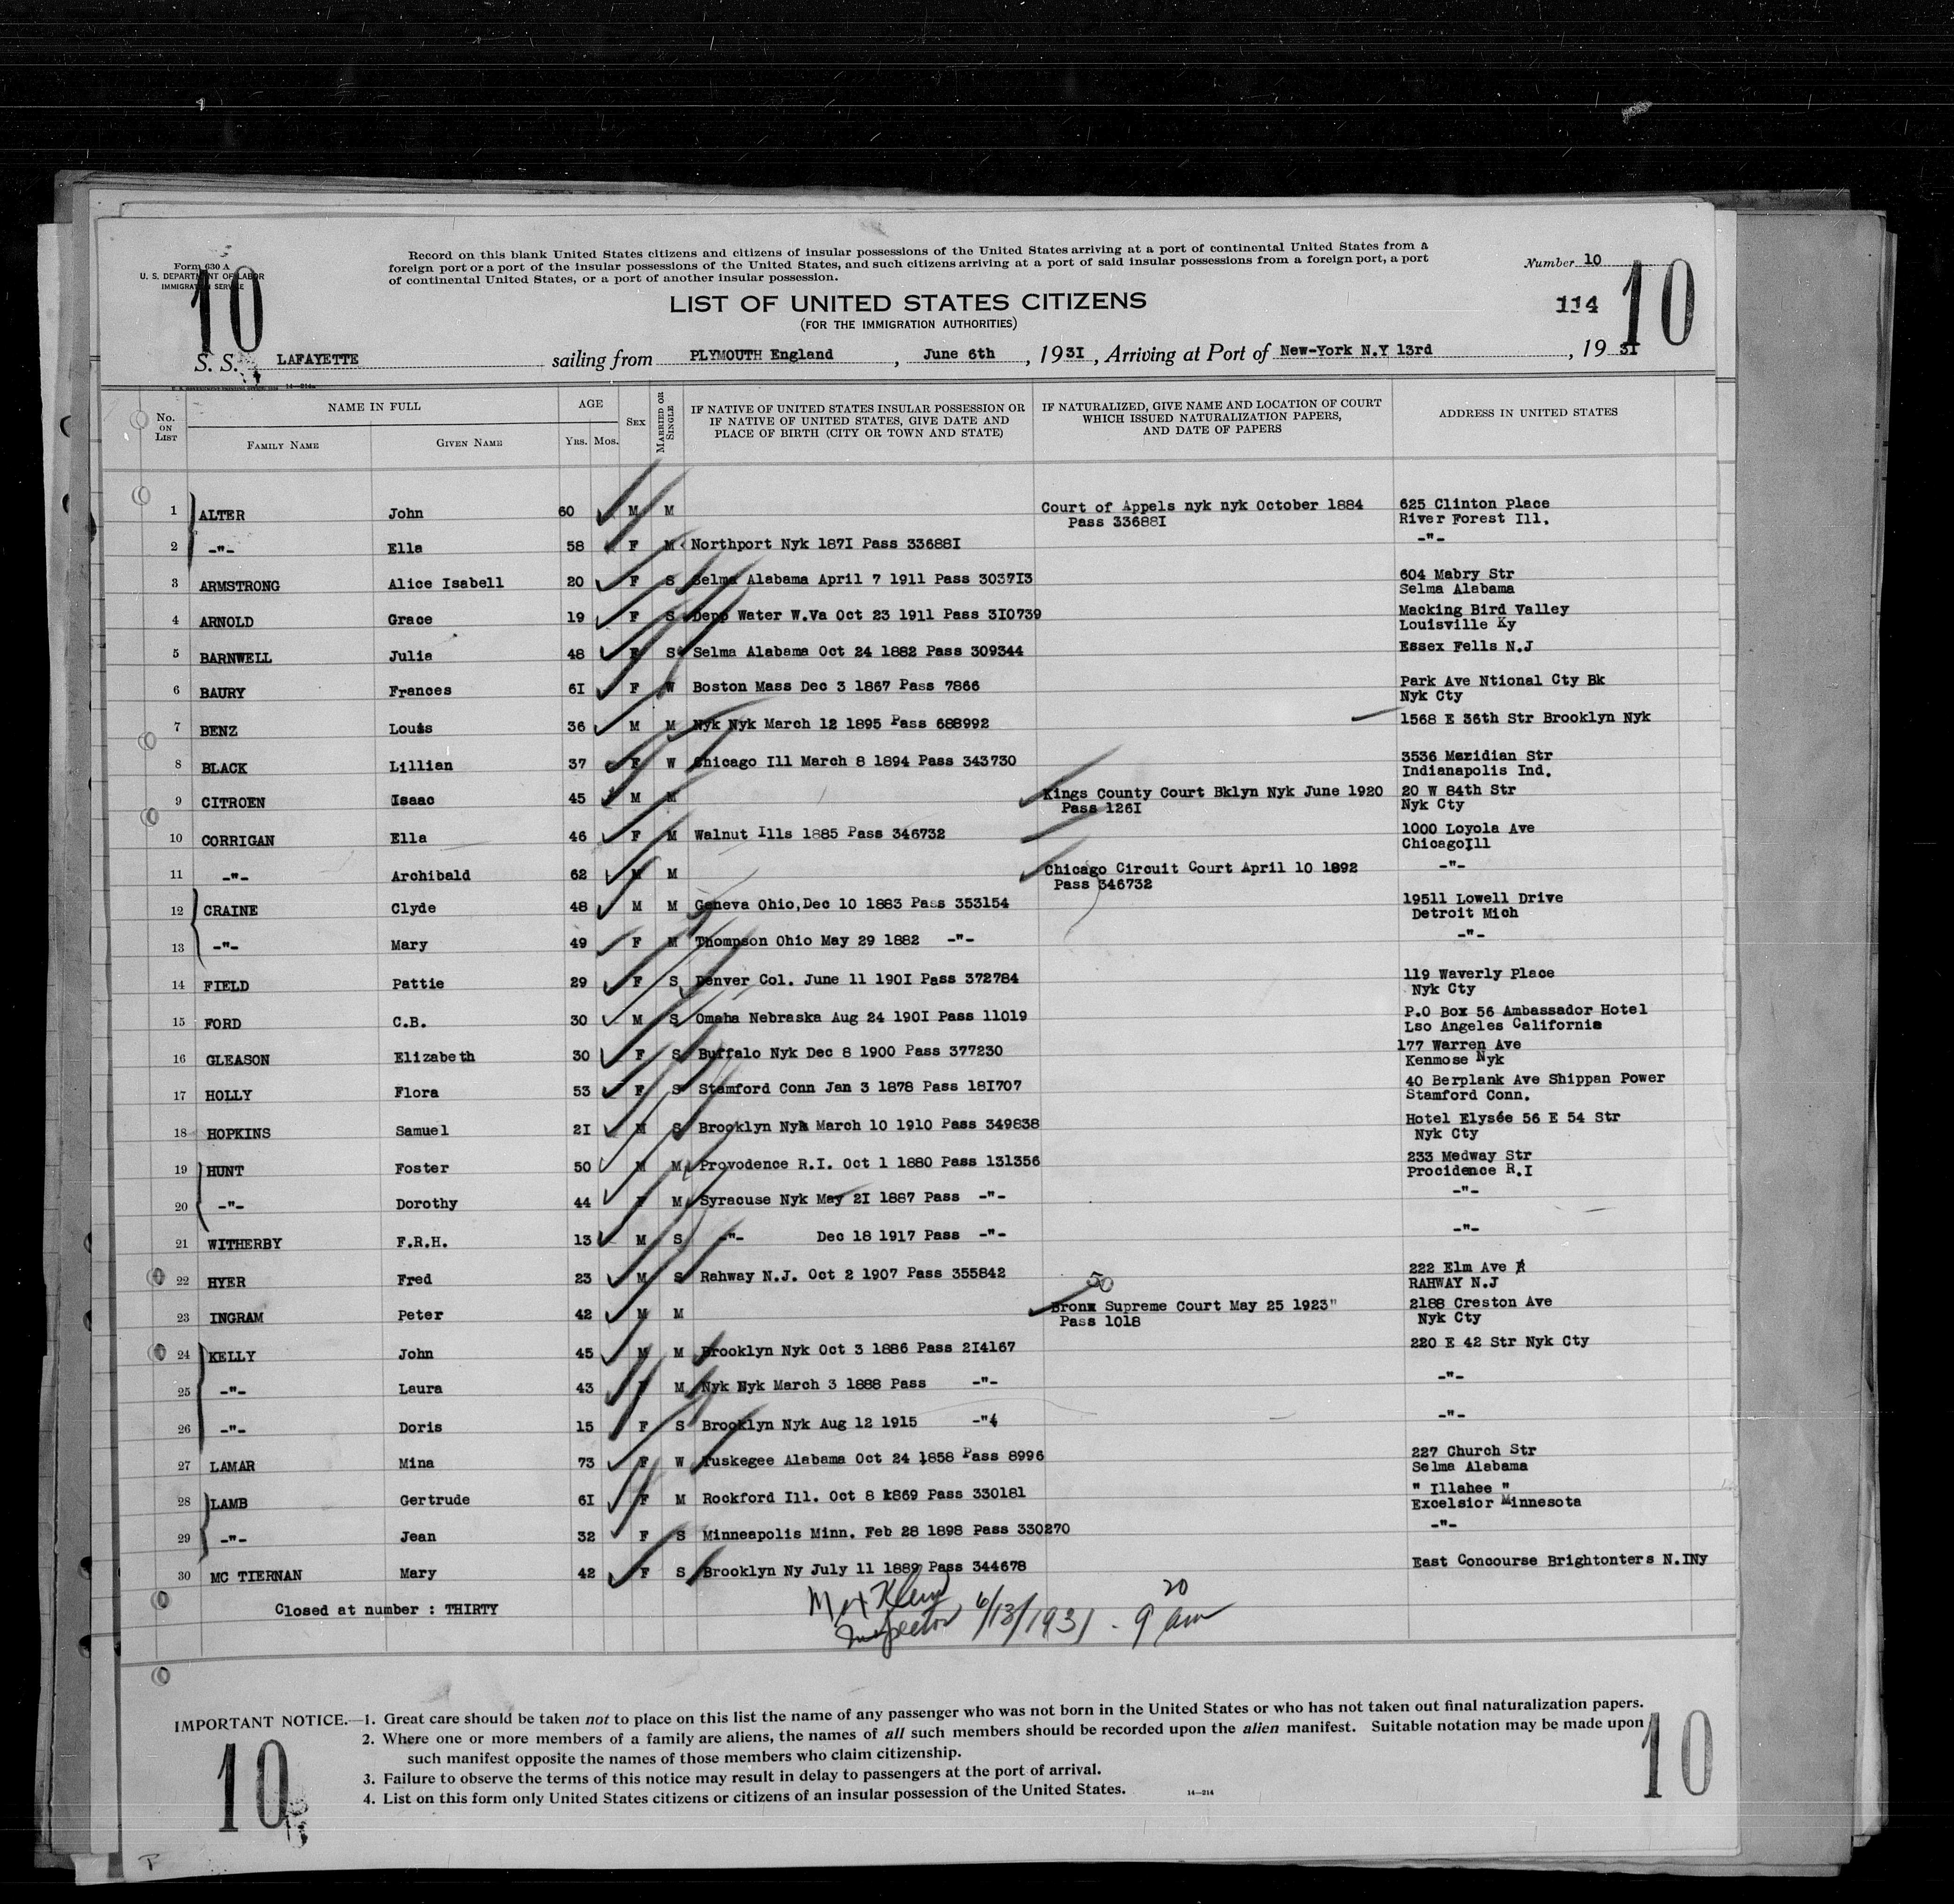 Form 630 A
U. S. DEPARTMENT OF LABOR
IMMIGRATION SERVICE
10
Record on this blank United States citizens and citizens of insular possessions of the United States arriving at a port of continental United States from a
foreign port or a port of the insular possessions of the United States, and such citizens arriving at a port of said insular possessions from a foreign port, a port
of continental United States, or a port of another insular possession.
Number 10
10
LIST OF UNITED STATES CITIZENS
(FOR THE IMMIGRATION AUTHORITIES)
114
S. S. LAFAYETTE sailing from PLYMOUTH England, June 6th, 1931, Arriving at Port of New-York N.Y 13rd, 1931
No. ON LIST
NAME IN FULL
FAMILY NAME
GIVEN NAME
AGE
YRS. MOS.
SEX
MARRIED OR SINGLE
IF NATIVE OF UNITED STATES INSULAR POSSESSION OR
IF NATIVE OF UNITED STATES, GIVE DATE AND
PLACE OF BIRTH (CITY OR TOWN AND STATE)
IF NATURALIZED, GIVE NAME AND LOCATION OF COURT
WHICH ISSUED NATURALIZATION PAPERS,
AND DATE OF PAPERS
ADDRESS IN UNITED STATES
1 ALTER John 60 M M Court of Appels nyk nyk October 1884 625 Clinton Place
Pass 33688I River Forest Ill.
2 -"- Ella 58 F M Northport Nyk 187I Pass 33688I -"-
3 ARMSTRONG Alice Isabell 20 F S Selma Alabama April 7 1911 Pass 3037I3 604 Mabry Str
Selma Alabama
4 ARNOLD Grace 19 F S Depp Water W.Va Oct 23 1911 Pass 3I0739 Macking Bird Valley
Louisville Ky
5 BARNWELL Julia 48 F S Selma Alabama Oct 24 1882 Pass 309344 Essex Fells N.J
6 BAURY Frances 6I F W Boston Mass Dec 3 1867 Pass 7866 Park Ave Ntional Cty Bk
Nyk Cty
7 BENZ Louis 36 M M Nyk Nyk March 12 1895 Pass 688992 1568 E 36th Str Brooklyn Nyk
8 BLACK Lillian 37 F W Chicago Ill March 8 1894 Pass 343730 3536 Meridian Str
Indianapolis Ind.
9 CITROEN Isaac 45 M M Kings County Court Bklyn Nyk June 1920 20 W 84th Str
Pass 126I Nyk Cty
10 CORRIGAN Ella 46 F M Walnut Ills 1885 Pass 346732 1000 Loyola Ave
ChicagoIll
11 -"- Archibald 62 M M Chicago Circuit Court April 10 1892 -"-
Pass 346732
12 CRAINE Clyde 48 M M Geneva Ohio,Dec 10 1883 Pass 353154 19511 Lowell Drive
Detroit Mich
13 -"- Mary 49 F M Thompson Ohio May 29 1882 -"- -"-
14 FIELD Pattie 29 F S Denver Col. June 11 190I Pass 372784 119 Waverly Place
Nyk Cty
15 FORD C.B. 30 M S Omaha Nebraska Aug 24 190I Pass 11019 P.O Box 56 Ambassador Hotel
Lso Angeles California
16 GLEASON Elizabeth 30 F S Buffalo Nyk Dec 8 1900 Pass 377230 177 Warren Ave
Kenmose Nyk
17 HOLLY Flora 53 F S Stamford Conn Jan 3 1878 Pass 18I707 40 Berplank Ave Shippan Power
Stamford Conn.
18 HOPKINS Samuel 2I M S Brooklyn Nyk March 10 1910 Pass 349838 Hotel Elysée 56 E 54 Str
Nyk Cty
19 HUNT Foster 50 M M Provodence R.I. Oct 1 1880 Pass 131356 233 Medway Str
Procidence R.I
20 -"- Dorothy 44 F M Syracuse Nyk May 2I 1887 Pass -"- -"-
21 WITHERBY F.R.H. 13 M S -"- Dec 18 1917 Pass -"- -"-
22 HYER Fred 23 M S Rahway N.J. Oct 2 1907 Pass 355842 222 Elm Ave
RAHWAY N.J
50
23 INGRAM Peter 42 M M Bronx Supreme Court May 25 1923" 2188 Creston Ave
Pass 1018 Nyk Cty
24 KELLY John 45 M M Brooklyn Nyk Oct 3 1886 Pass 2I4167 220 E 42 Str Nyk Cty
25 -"- Laura 43 F M Nyk Nyk March 3 1888 Pass -"- -"-
26 -"- Doris 15 F S Brooklyn Nyk Aug 12 1915 -"- -"-
27 LAMAR Mina 73 F W Tuskegee Alabama Oct 24 1858 Pass 8996 227 Church Str
Selma Alabama
28 LAMB Gertrude 6I F M Rockford Ill. Oct 8 1869 Pass 330181 " Illahee "
Excelsior Minnesota
29 -"- Jean 32 F S Minneapolis Minn. Feb 28 1898 Pass 330270 -"-
30 MC TIERNAN Mary 42 F S Brooklyn Ny July 11 1889 Pass 344678 East Concourse Brightonters N.INy
Closed at number : THIRTY
Inspector 6/13/1931 - 9 20 am
IMPORTANT NOTICE.—1. Great care should be taken not to place on this list the name of any passenger who was not born in the United States or who has not taken out final naturalization papers.
2. Where one or more members of a family are aliens, the names of all such members should be recorded upon the alien manifest. Suitable notation may be made upon
such manifest opposite the names of those members who claim citizenship.
3. Failure to observe the terms of this notice may result in delay to passengers at the port of arrival.
4. List on this form only United States citizens or citizens of an insular possession of the United States. 14—214
10
10